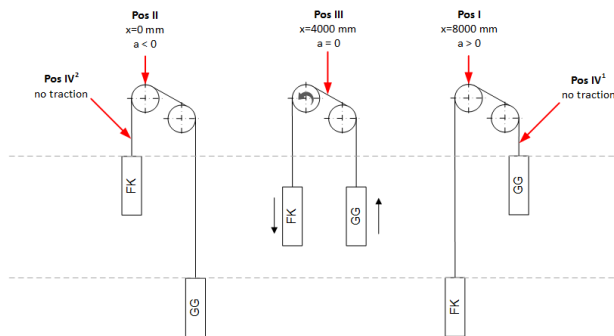 Pos II
x=0 mm
a < 0
Pos III
x=4000 mm
a = 0
Pos I
x=8000 mm
a > 0
Pos IV²
no traction
Pos IV¹
no traction
FK
GG
FK
GG
GG
FK